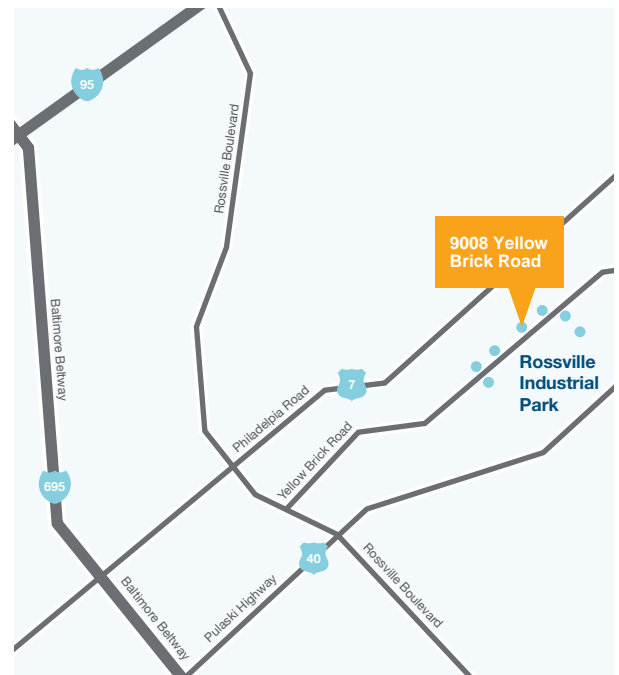 95
Rossville Boulevard
9008 Yellow
Brick Road
Baltimore Beltway
Rossville
Industrial
Park
7
Philadelpia Road
Yellow Brick Road
695
40
Rossville Boulevard
Baltimore Beltway
Pulaski Highway